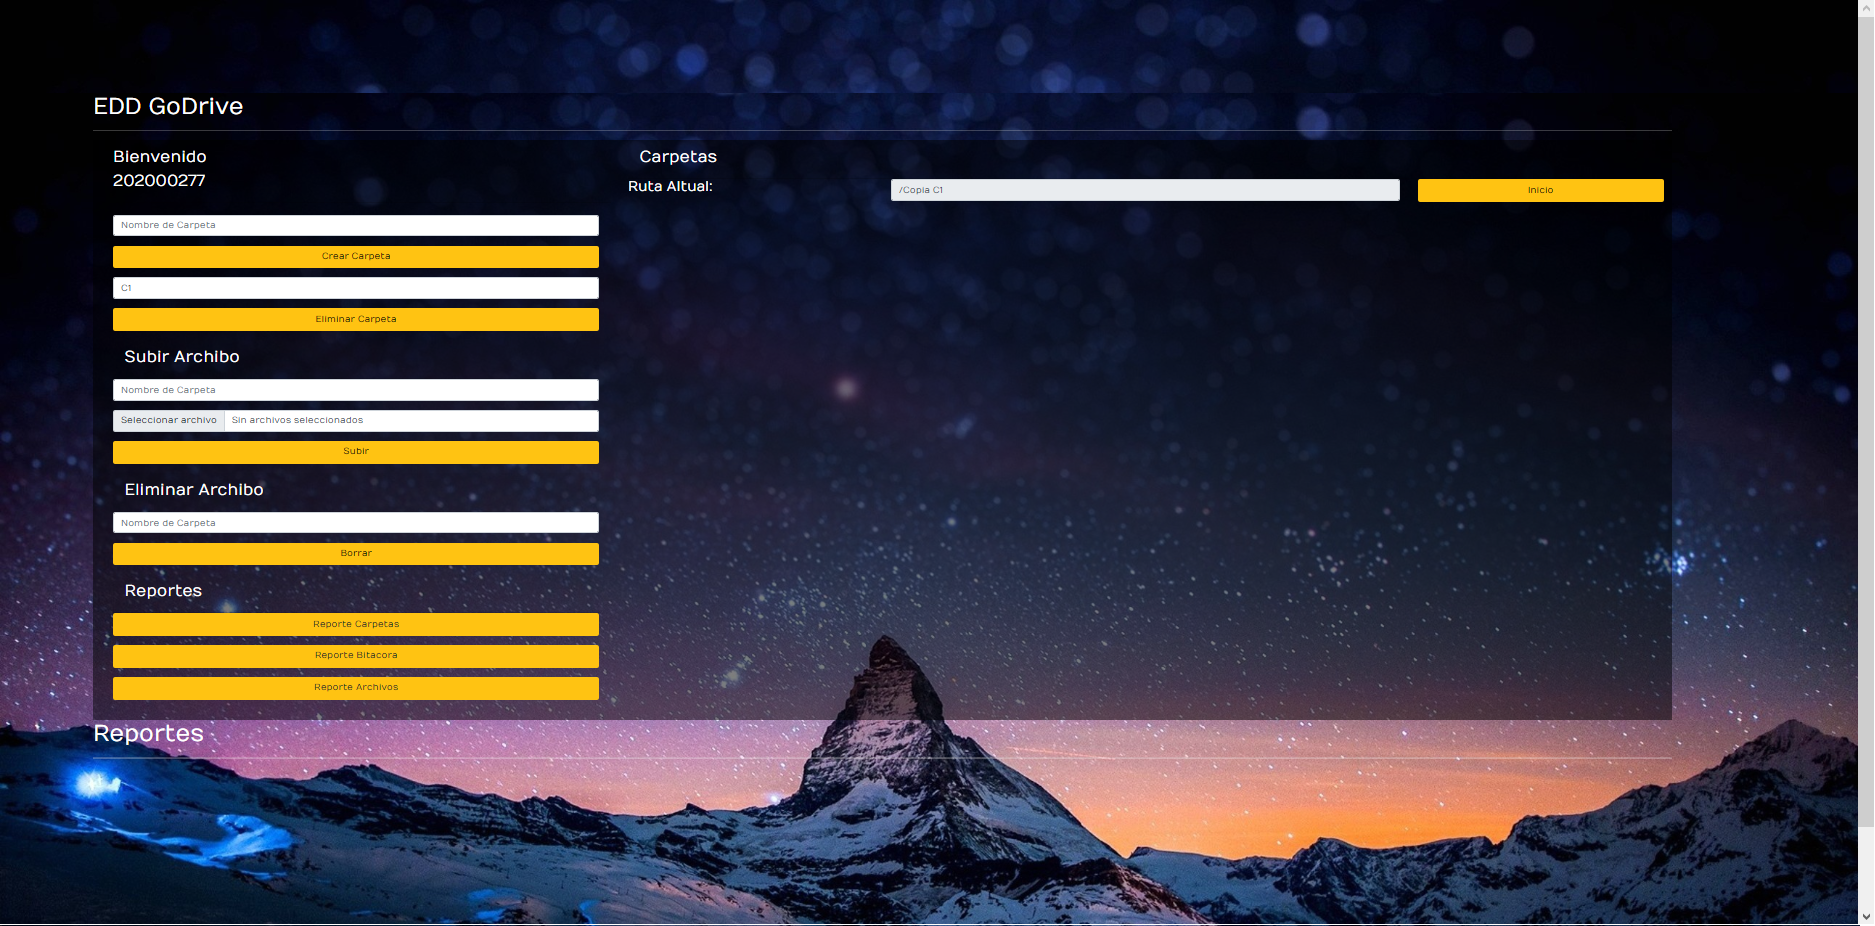 EDD GoDrive
Bienvenido
202000277
Nombre de Carpeta
Crear Carpeta
C1
Eliminar Carpeta
Subir Archibo
Nombre de Carpeta
Seleccionar archivo Sin archivos seleccionados
Subir
Eliminar Archibo
Nombre de Carpeta
Borrar
Reportes
Reporte Carpetas
Reporte Bitacora
Reporte Archivos
Carpetas
Ruta Altual: /Copia C1 Inicio
Reportes